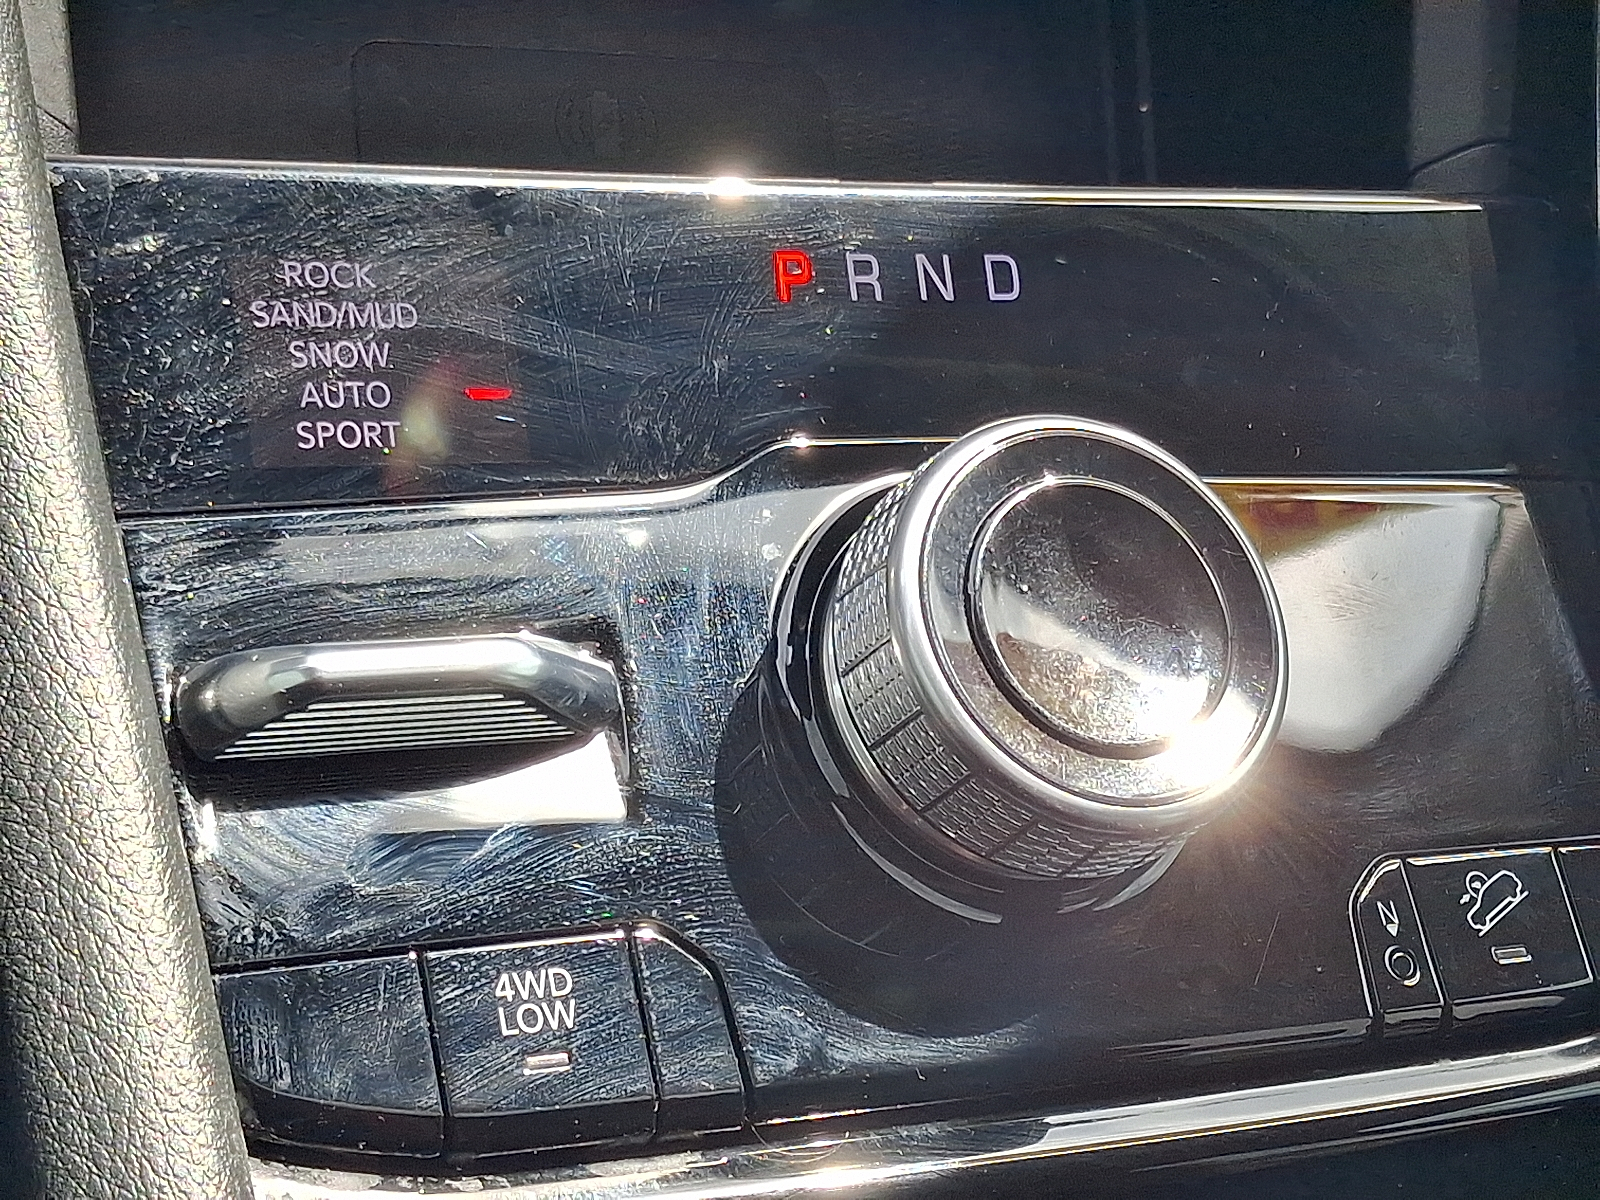 P R N D
ROCK
SAND/MUD
SNOW
AUTO
SPORT
4WD
LOW
N